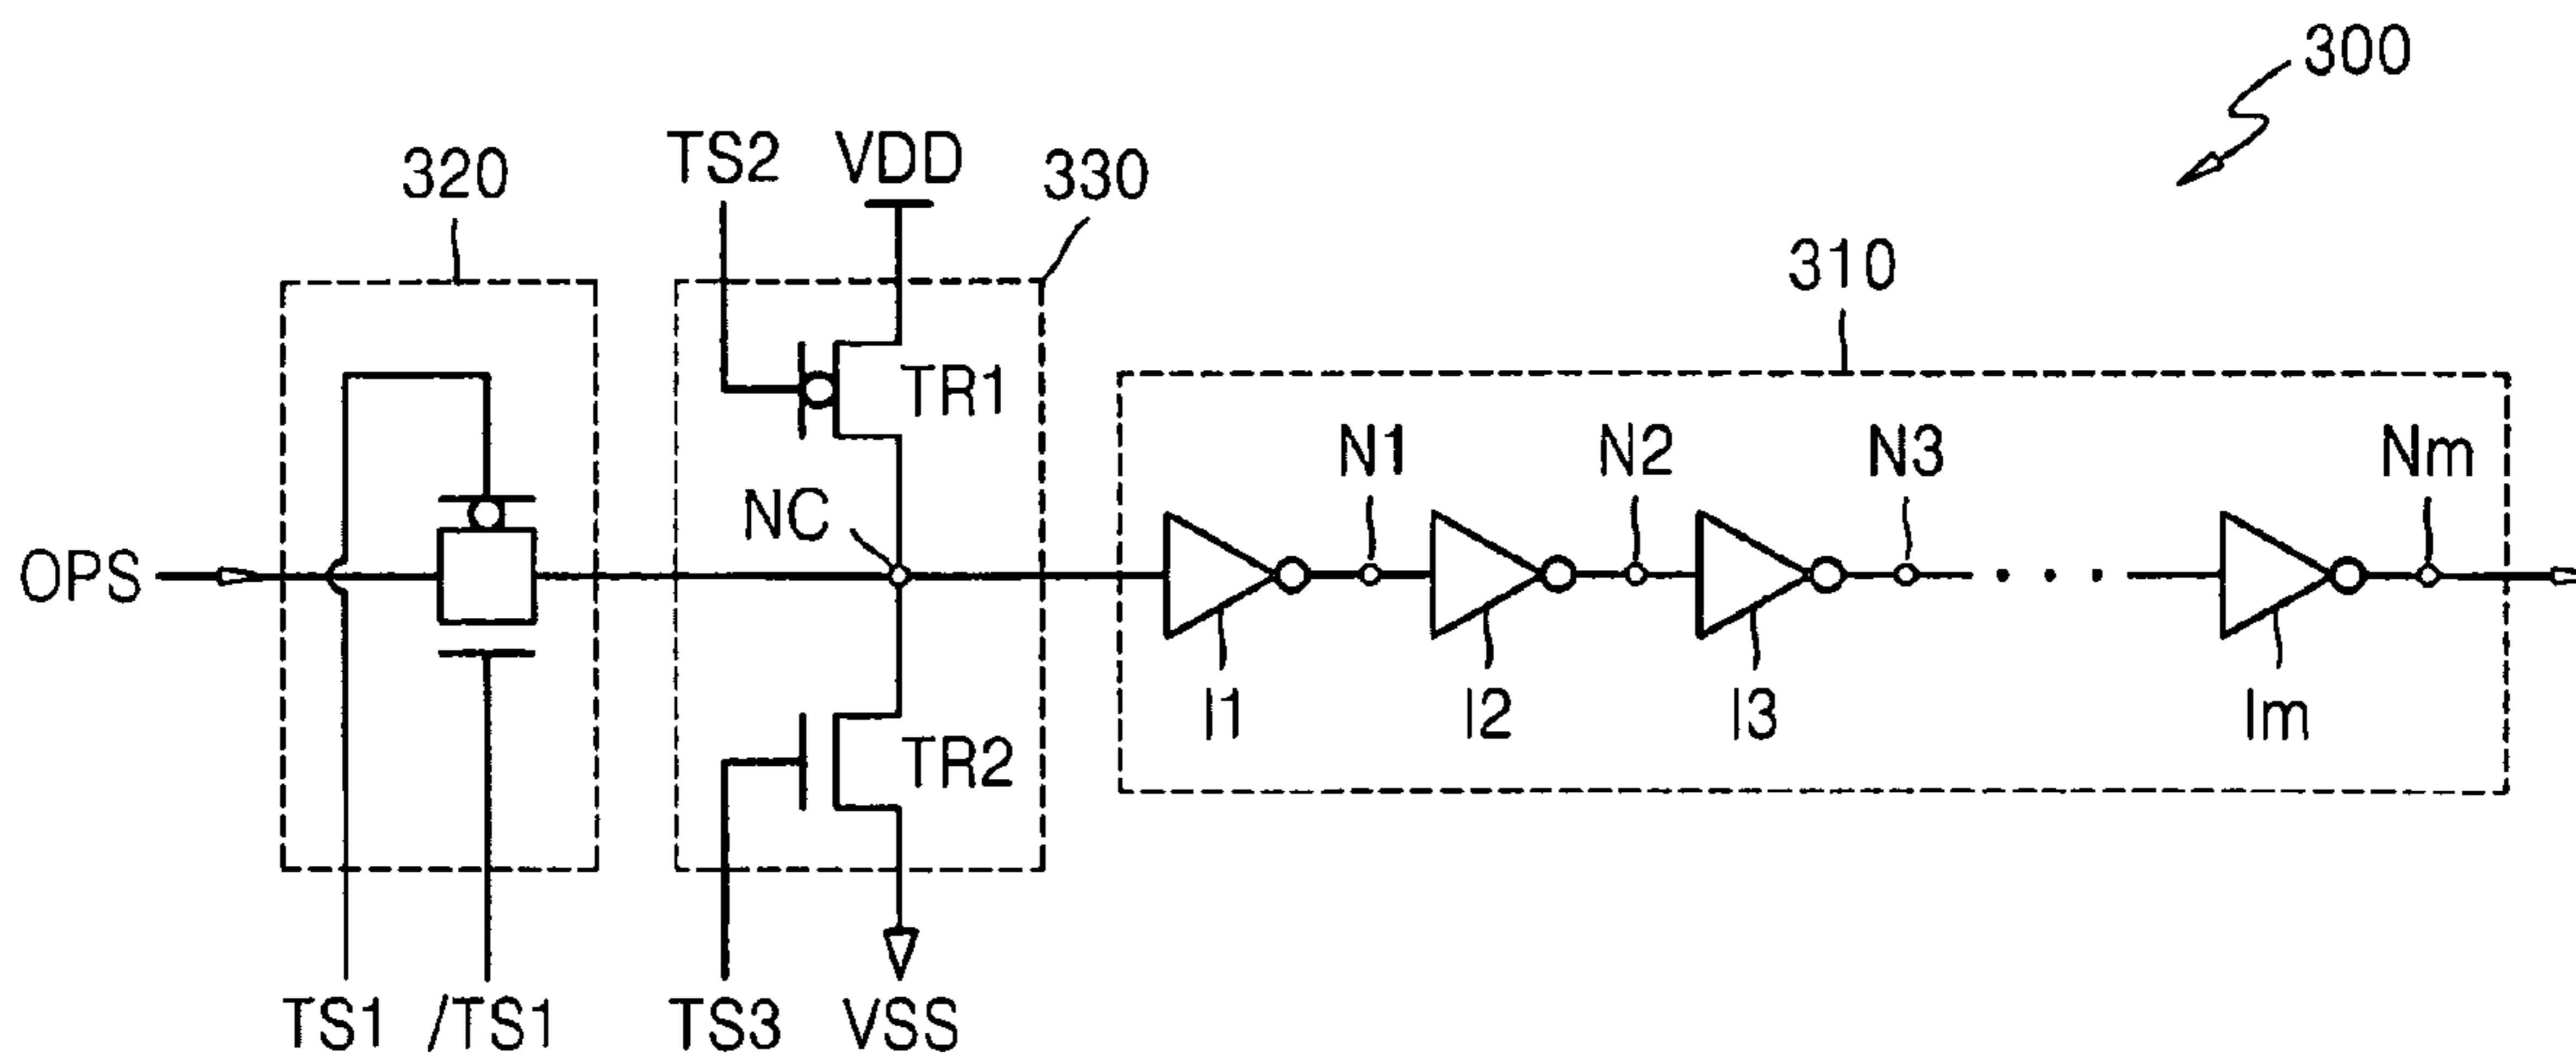 300
TS2 VDD
320
330
310
TR1
N1 N2 N3 Nm
NC
OPS
I1 I2 I3 Im
TR2
TS1 /TS1 TS3 VSS